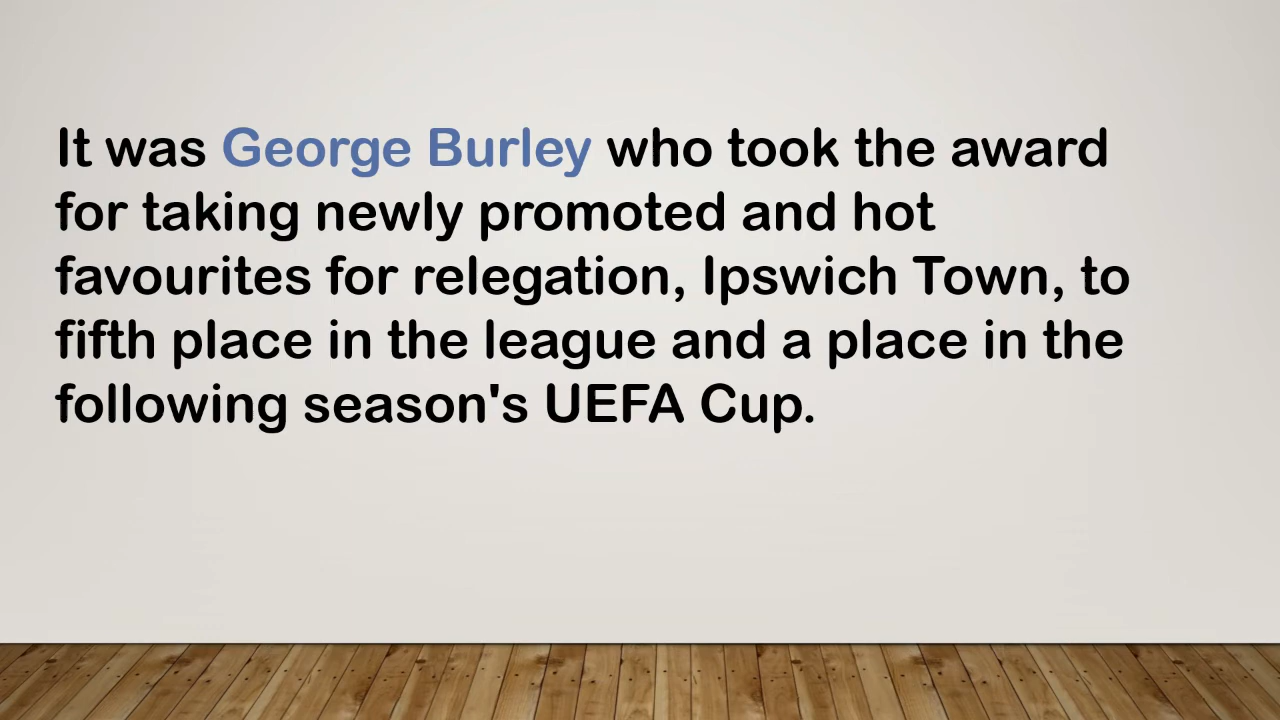 It was George Burley who took the award
for taking newly promoted and hot
favourites for relegation, Ipswich Town, to
fifth place in the league and a place in the
following season's UEFA Cup.